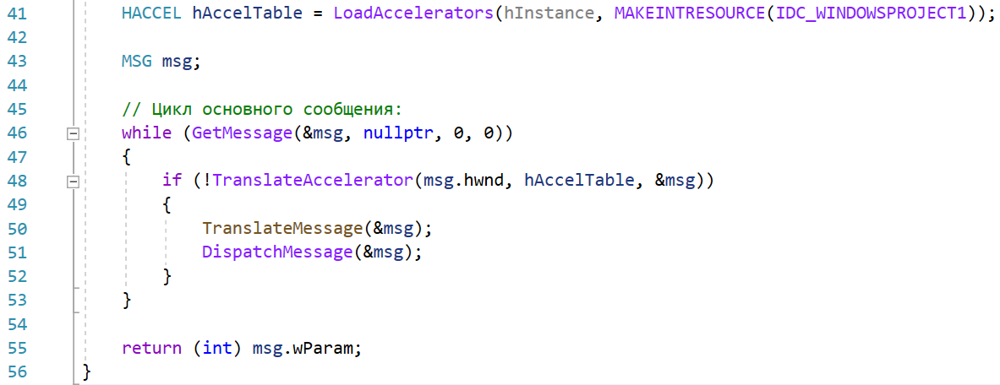 41 HACCEL hAccelTable = LoadAccelerators(hInstance, MAKEINTRESOURCE(IDC_WINDOWSPROJECT1));
42
43 MSG msg;
44
45 // Цикл основного сообщения:
46 while (GetMessage(&msg, nullptr, 0, 0))
47 {
48 if (!TranslateAccelerator(msg.hwnd, hAccelTable, &msg))
49 {
50 TranslateMessage(&msg);
51 DispatchMessage(&msg);
52 }
53 }
54
55 return (int) msg.wParam;
56 }